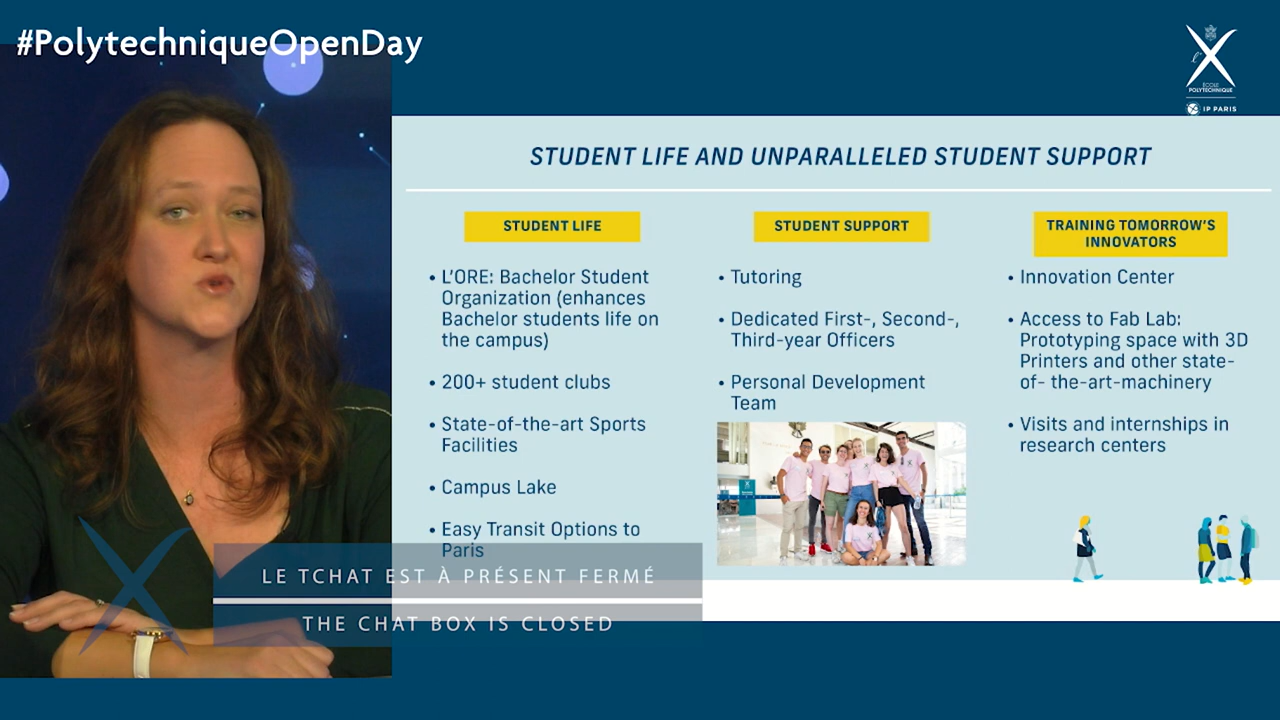 #PolytechniqueOpenDay
ÉCOLE
POLYTECHNIQUE
IP PARIS
STUDENT LIFE AND UNPARALLELED STUDENT SUPPORT
STUDENT LIFE
• L'ORE: Bachelor Student
Organization (enhances
Bachelor students life on
the campus)
• 200+ student clubs
• State-of-the-art Sports
Facilities
• Campus Lake
• Easy Transit Options to
Paris
STUDENT SUPPORT
• Tutoring
• Dedicated First-, Second-,
Third-year Officers
• Personal Development
Team
TRAINING TOMORROW'S
INNOVATORS
• Innovation Center
• Access to Fab Lab:
Prototyping space with 3D
Printers and other state-
of- the-art-machinery
• Visits and internships in
research centers
LE TCHAT EST À PRÉSENT FERMÉ
THE CHAT BOX IS CLOSED